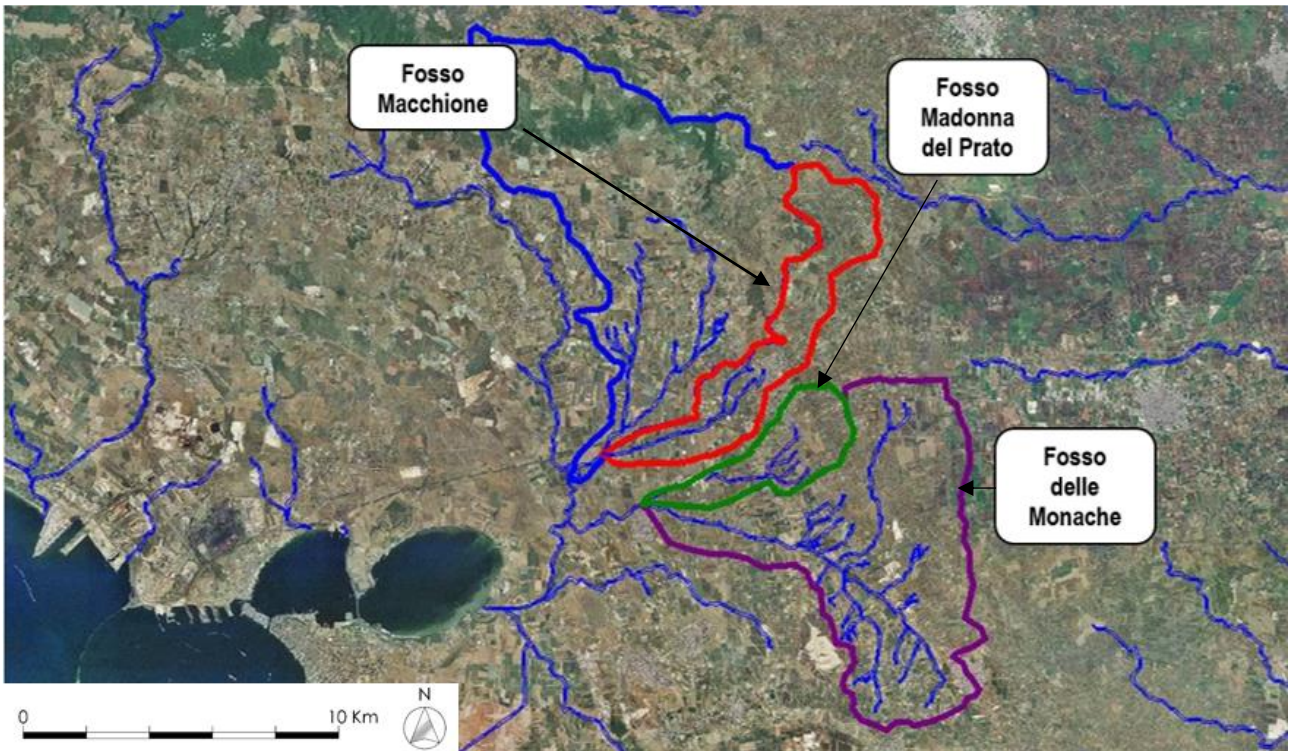 Fosso
Macchione
Fosso
Madonna
del Prato
Fosso
delle
Monache
0 10 Km
N